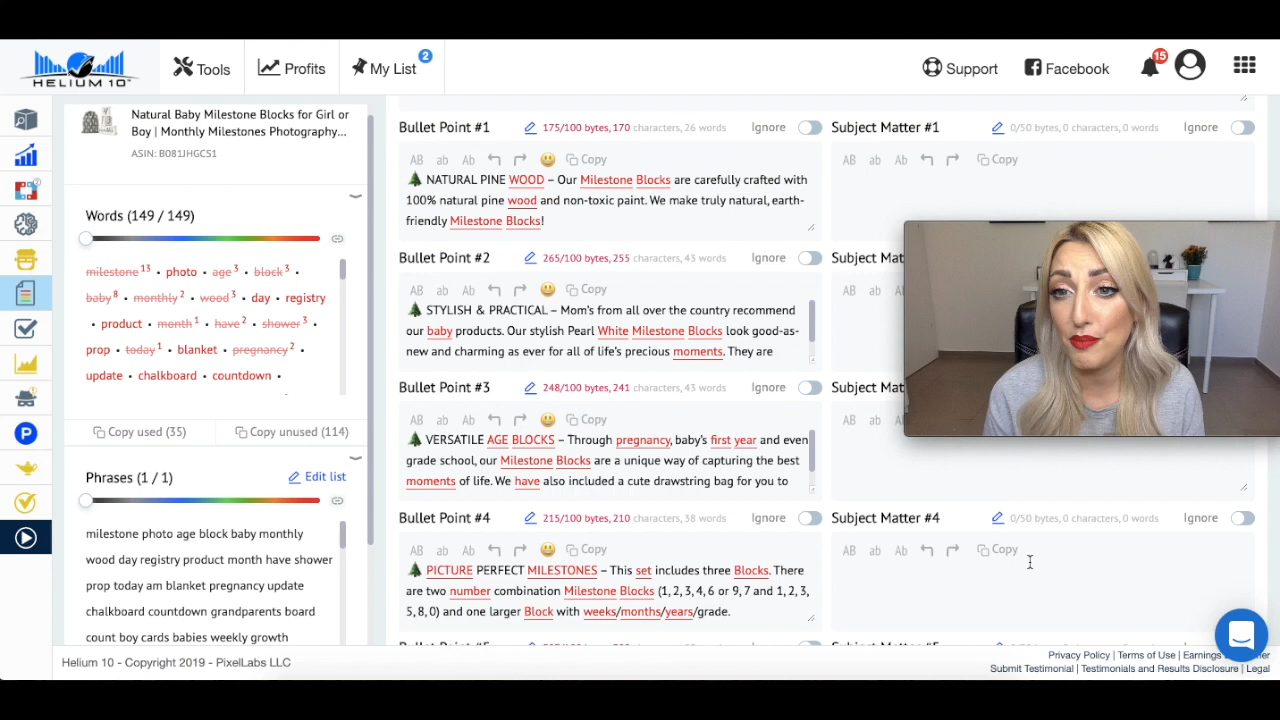 HELIUM 10™
Tools
Profits
My List
2
Support
Facebook
15
Natural Baby Milestone Blocks for Girl or
Boy | Monthly Milestones Photography...
ASIN: B081JHGCS1
Words (149 / 149)
milestone 13 • photo • age 3 • block 3 •
baby 8 • monthly 2 • wood 3 • day • registry
• product • month 1 • have 2 • shower 3 •
prop • today 1 • blanket • pregnancy 2 •
update • chalkboard • countdown •
Copy used (35)
Copy unused (114)
Phrases (1 / 1)
Edit list
milestone photo age block baby monthly
wood day registry product month have shower
prop today am blanket pregnancy update
chalkboard countdown grandparents board
count boy cards babies weekly growth
Bullet Point #1
175/100 bytes, 170 characters, 26 words
Ignore
AB ab Ab Copy
🌲 NATURAL PINE WOOD – Our Milestone Blocks are carefully crafted with
100% natural pine wood and non-toxic paint. We make truly natural, earth-
friendly Milestone Blocks!
Bullet Point #2
265/100 bytes, 255 characters, 43 words
Ignore
AB ab Ab Copy
🌲 STYLISH & PRACTICAL – Mom's from all over the country recommend
our baby products. Our stylish Pearl White Milestone Blocks look good-as-
new and charming as ever for all of life's precious moments. They are
Bullet Point #3
248/100 bytes, 241 characters, 43 words
Ignore
AB ab Ab Copy
🌲 VERSATILE AGE BLOCKS – Through pregnancy, baby's first year and even
grade school, our Milestone Blocks are a unique way of capturing the best
moments of life. We have also included a cute drawstring bag for you to
Bullet Point #4
215/100 bytes, 210 characters, 38 words
Ignore
AB ab Ab Copy
🌲 PICTURE PERFECT MILESTONES – This set includes three Blocks. There
are two number combination Milestone Blocks (1, 2, 3, 4, 6 or 9, 7 and 1, 2, 3,
5, 8, 0) and one larger Block with weeks/months/years/grade.
Subject Matter #1
0/50 bytes, 0 characters, 0 words
Ignore
AB ab Ab Copy
Subject Mat
AB ab
Subject Mat
AB ab
Subject Matter #4
0/50 bytes, 0 characters, 0 words
Ignore
AB ab Ab Copy
Helium 10 - Copyright 2019 - PixelLabs LLC
Privacy Policy | Terms of Use | Earnings
Submit Testimonial | Testimonials and Results Disclosure | Legal